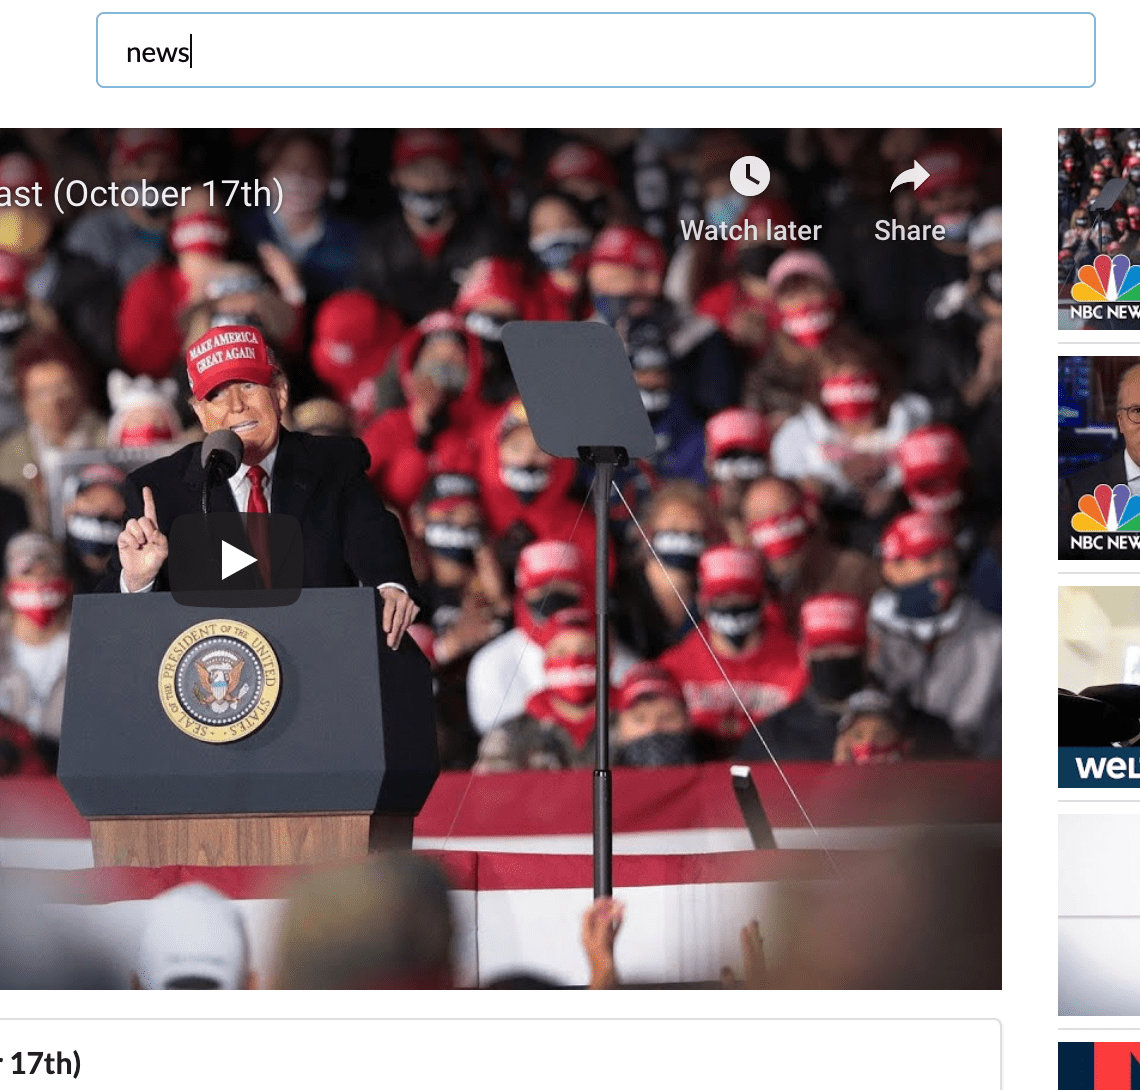 news
ast (October 17th)
Watch later
Share
MAKE AMERICA
GREAT AGAIN
SEAL OF THE PRESIDENT OF THE UNITED STATES
NBC NEW
NBC NEW
WEL
r 17th)